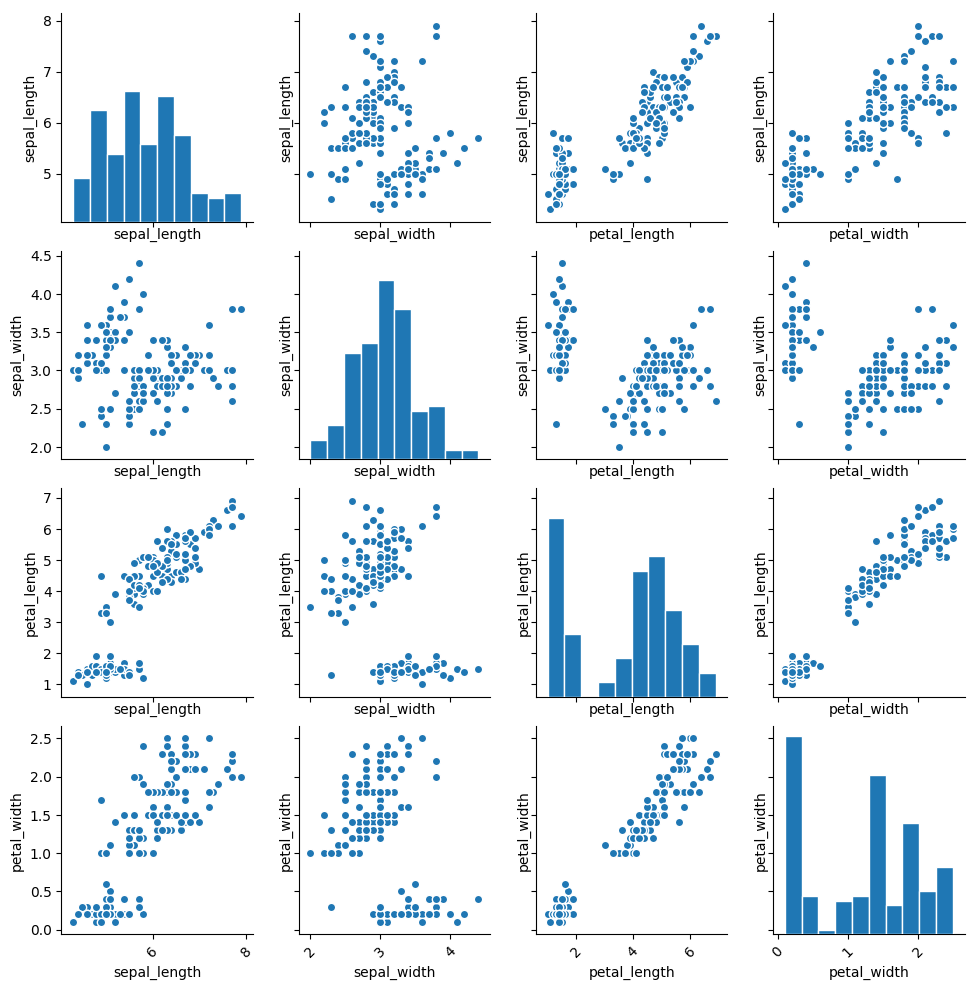 8
7
6
5
sepal_length
sepal_length
sepal_length
sepal_width
sepal_length
petal_length
sepal_length
petal_width
4.5
4.0
3.5
3.0
2.5
2.0
sepal_width
sepal_length
sepal_width
sepal_width
sepal_width
petal_length
sepal_width
petal_width
7
6
5
4
3
2
1
petal_length
sepal_length
petal_length
sepal_width
petal_length
petal_length
petal_length
petal_width
2.5
2.0
1.5
1.0
0.5
0.0
petal_width
6
8
sepal_length
petal_width
2
3
4
sepal_width
petal_width
2
4
6
petal_length
petal_width
0
1
2
petal_width